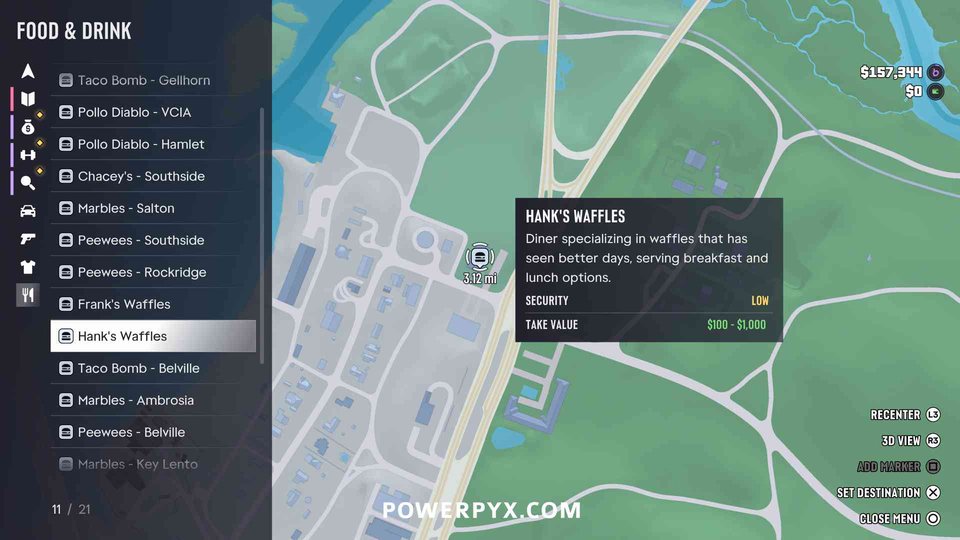 FOOD & DRINK
Taco Bomb - Gellhorn
Pollo Diablo - VCIA
Pollo Diablo - Hamlet
Chacey's - Southside
Marbles - Salton
Peewees - Southside
Peewees - Rockridge
Frank's Waffles
Hank's Waffles
Taco Bomb - Belville
Marbles - Ambrosia
Peewees - Belville
Marbles - Key Lento
11 / 21
3.12 mi
HANK'S WAFFLES
Diner specializing in waffles that has
seen better days, serving breakfast and
lunch options.
SECURITY LOW
TAKE VALUE $100 - $1,000
$157,344
$0
RECENTER L3
3D VIEW R3
ADD MARKER
SET DESTINATION
CLOSE MENU
POWERPYX.COM